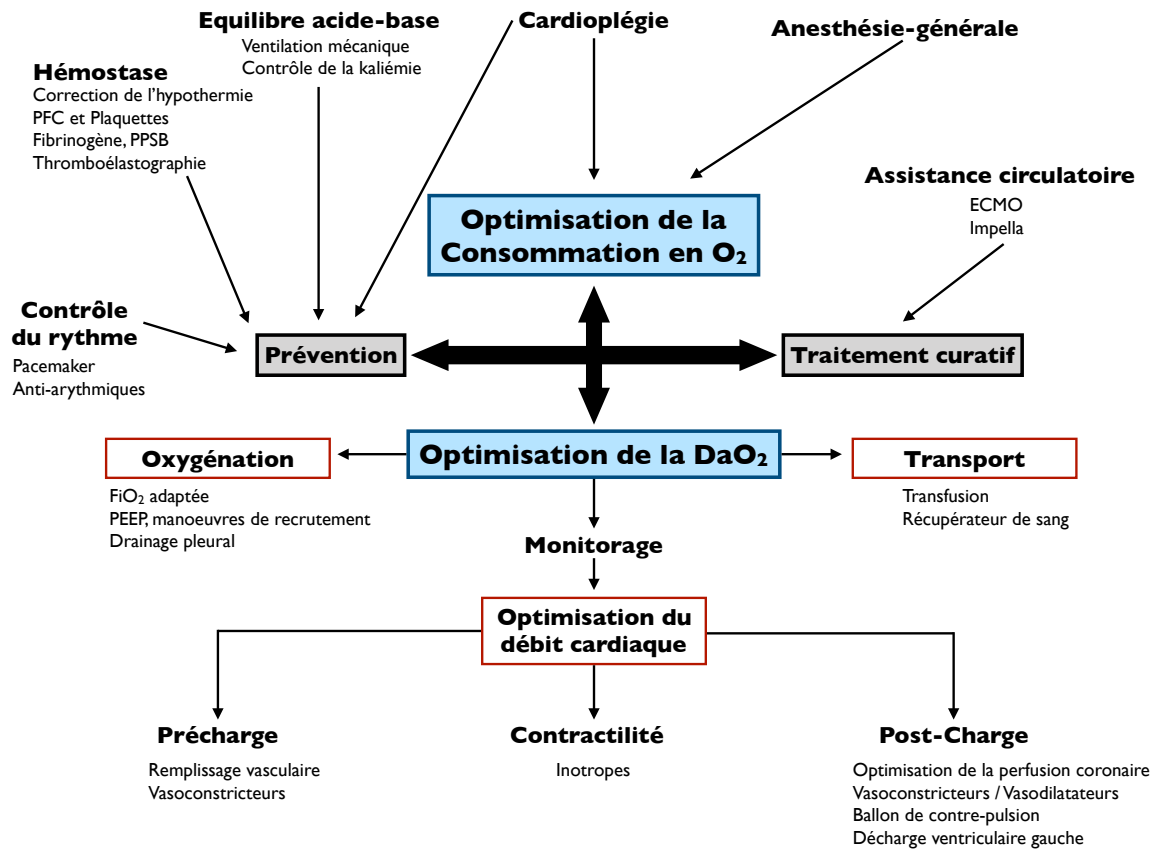 Equilibre acide-base
Ventilation mécanique
Contrôle de la kaliémie
Cardioplégie
Anesthésie-générale
Hémostase
Correction de l'hypothermie
PFC et Plaquettes
Fibrinogène, PPSB
Thromboélastographie
Assistance circulatoire
ECMO
Impella
Optimisation de la
Consommation en O₂
Contrôle
du rythme
Pacemaker
Anti-arythmiques
Prévention
Traitement curatif
Oxygénation
FiO₂ adaptée
PEEP, manoeuvres de recrutement
Drainage pleural
Optimisation de la DaO₂
Transport
Transfusion
Récupérateur de sang
Monitorage
Optimisation du
débit cardiaque
Précharge
Remplissage vasculaire
Vasoconstricteurs
Contractilité
Inotropes
Post-Charge
Optimisation de la perfusion coronaire
Vasoconstricteurs / Vasodilatateurs
Ballon de contre-pulsion
Décharge ventriculaire gauche